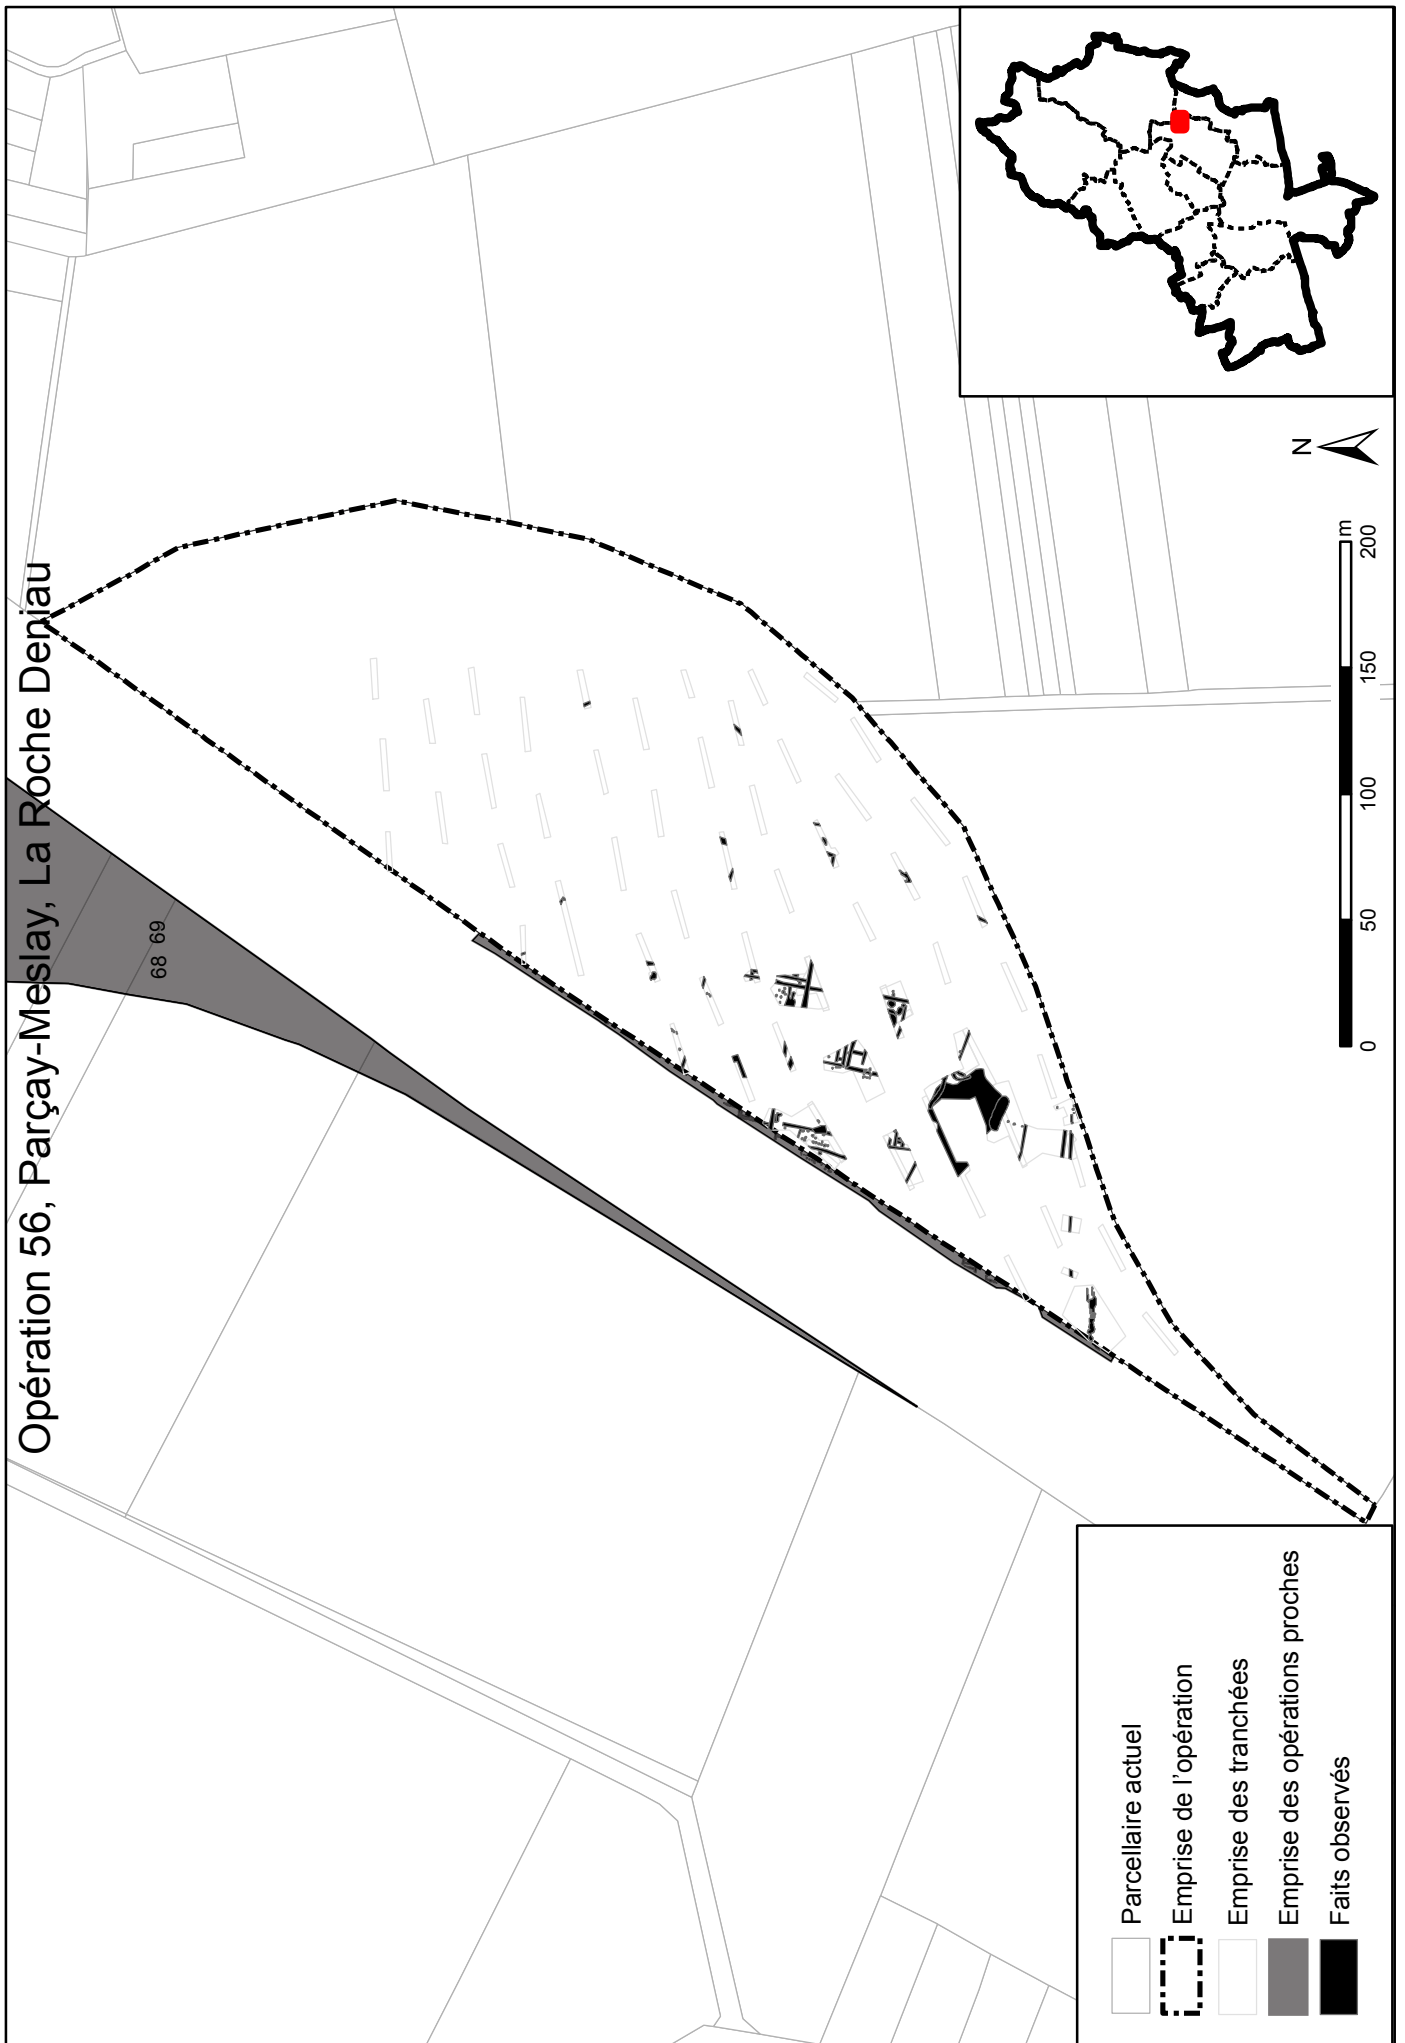 Opération 56, Parçay-Meslay, La Roche Deniau
68 69
N
0 50 100 150 200
m
Parcellaire actuel
Emprise de l'opération
Emprise des tranchées
Emprise des opérations proches
Faits observés